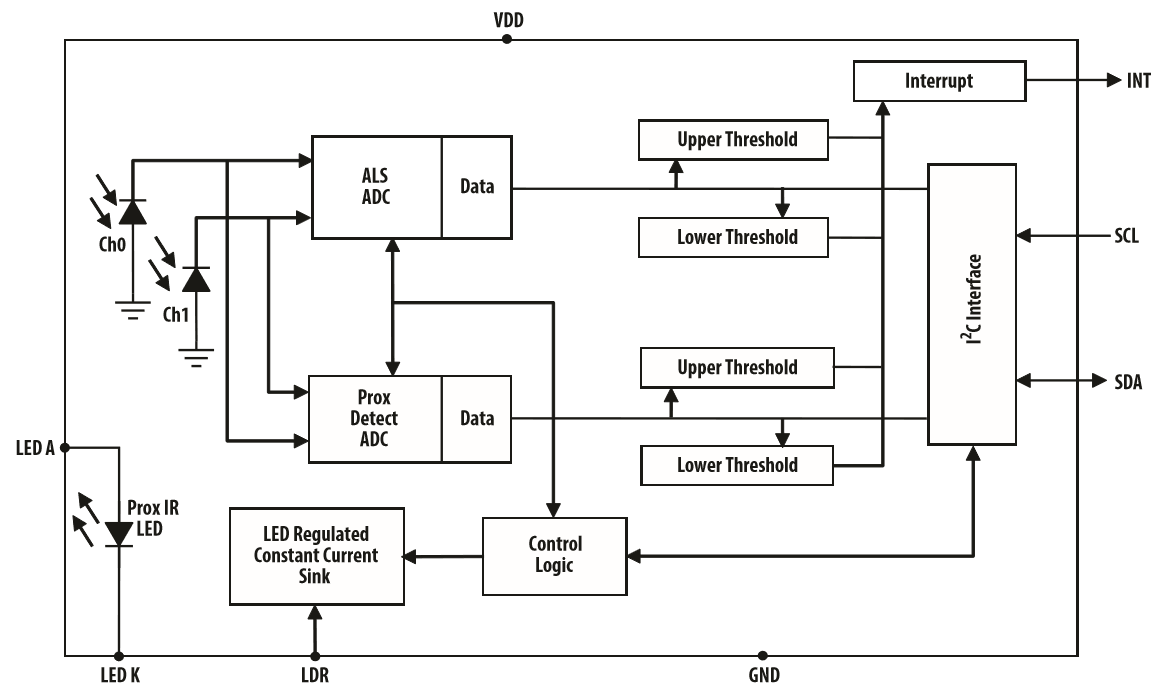 VDD
Interrupt
INT
Upper Threshold
ALS
ADC
Data
Ch0
Lower Threshold
SCL
Ch1
I²C Interface
Upper Threshold
SDA
Prox
Detect
ADC
Data
LED A
Lower Threshold
Prox IR
LED
LED Regulated
Constant Current
Sink
Control
Logic
LED K
LDR
GND